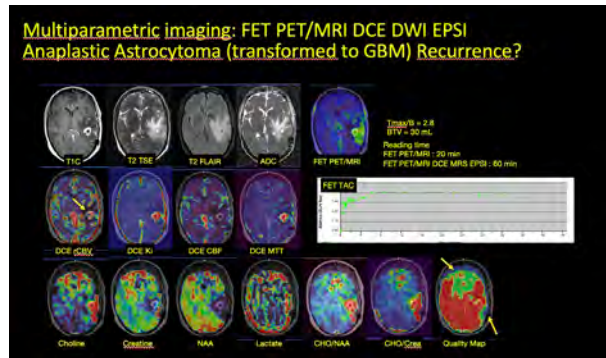 Multiparametric imaging: FET PET/MRI DCE DWI EPSI
Anaplastic Astrocytoma (transformed to GBM) Recurrence?
T1C
T2 TSE
T2 FLAIR
ADC
FET PET/MRI
Tmax/B = 2.8
BTV = 30 mL
Reading time
FET PET/MRI : 20 min
FET PET/MRI DCE MRS EPSI : 60 min
FET TAC
DCE rCBV
DCE Ki
DCE CBF
DCE MTT
Choline
Creatine
NAA
Lactate
CHO/NAA
CHO/Crea
Quality Map